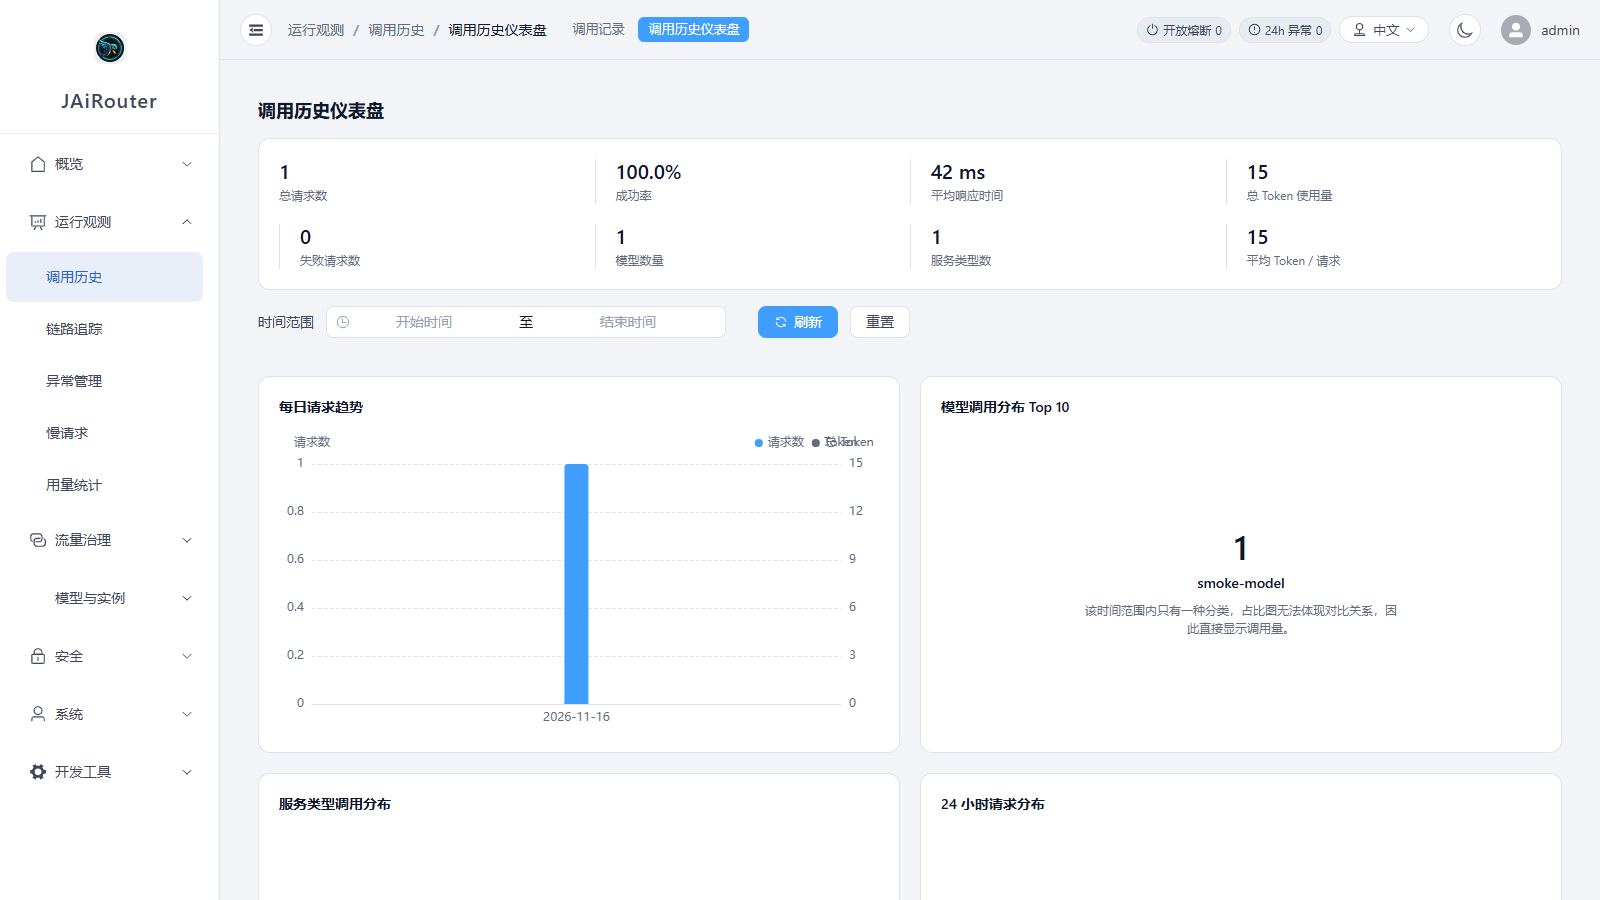 JAiRouter
概览
运行观测
调用历史
链路追踪
异常管理
慢请求
用量统计
流量治理
模型与实例
安全
系统
开发工具
运行观测 / 调用历史 / 调用历史仪表盘 调用记录 调用历史仪表盘
开放熔断 0 24h 异常 0 中文 admin
调用历史仪表盘
1 100.0% 42 ms 15
总请求数 成功率 平均响应时间 总 Token 使用量
0 1 1 15
失败请求数 模型数量 服务类型数 平均 Token / 请求
时间范围 开始时间 至 结束时间 刷新 重置
每日请求趋势
请求数 请求数 总 Token Token
1 15
0.8 12
0.6 9
0.4 6
0.2 3
0 0
2026-11-16
模型调用分布 Top 10
1
smoke-model
该时间范围内只有一种分类，占比图无法体现对比关系，因
此直接显示调用量。
服务类型调用分布
24 小时请求分布